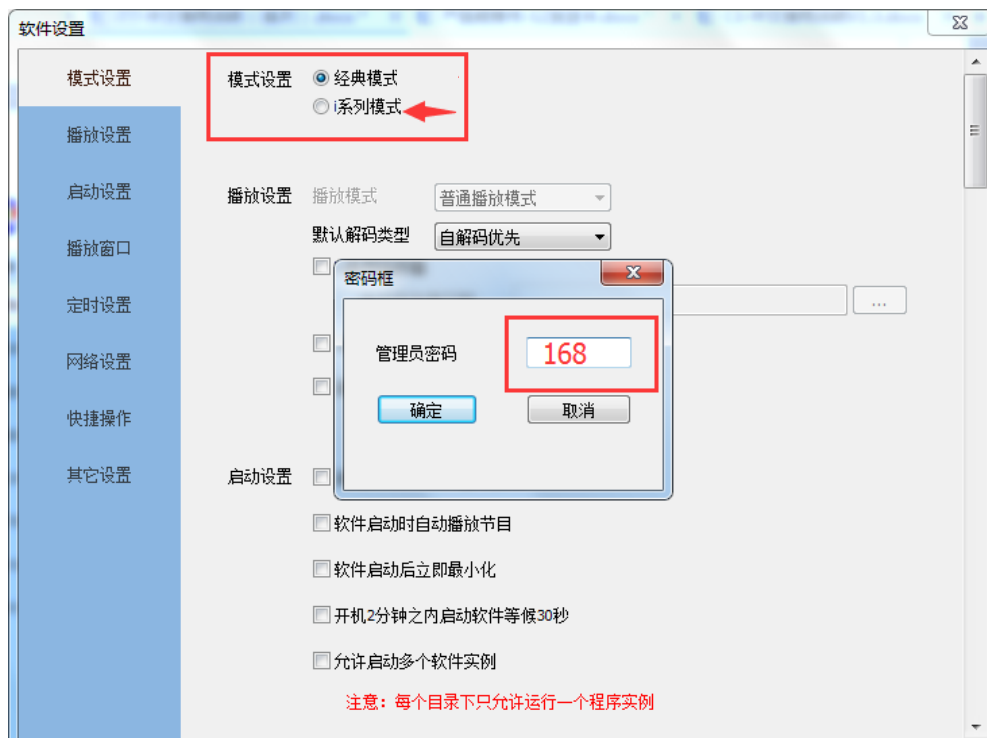 软件设置
模式设置
播放设置
启动设置
播放窗口
定时设置
网络设置
快捷操作
其它设置
模式设置
经典模式
i系列模式
播放设置
播放模式
普通播放模式
默认解码类型
自解码优先
...
密码框
管理员密码
168
确定
取消
启动设置
软件启动时自动播放节目
软件启动后立即最小化
开机2分钟之内启动软件等候30秒
允许启动多个软件实例
注意：每个目录下只允许运行一个程序实例